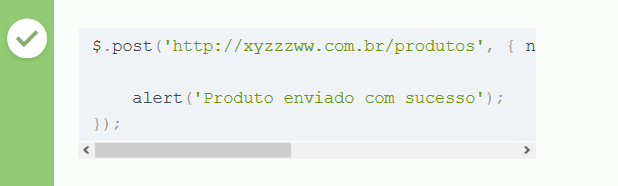 $.post('http://xyzzzww.com.br/produtos', { n
alert('Produto enviado com sucesso');
});